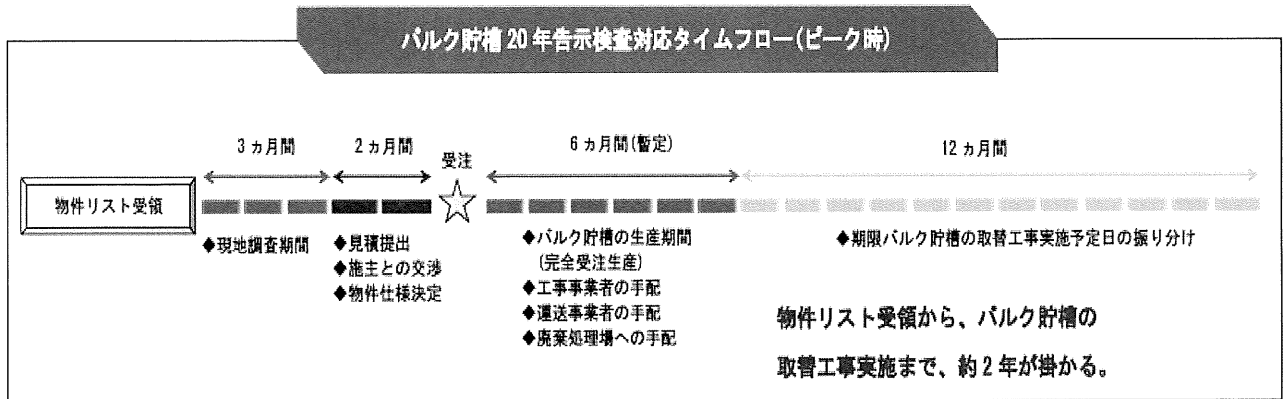 バルク貯槽20年告示検査対応タイムフロー(ピーク時)
3ヵ月間
2ヵ月間
受注
6ヵ月間(暫定)
12ヵ月間
物件リスト受領
◆現地調査期間
◆見積提出
◆施主との交渉
◆物件仕様決定
◆バルク貯槽の生産期間
(完全受注生産)
◆工事事業者の手配
◆運送事業者の手配
◆廃棄処理場への手配
◆期限バルク貯槽の取替工事実施予定日の振り分け
物件リスト受領から、バルク貯槽の
取替工事実施まで、約2年が掛かる。